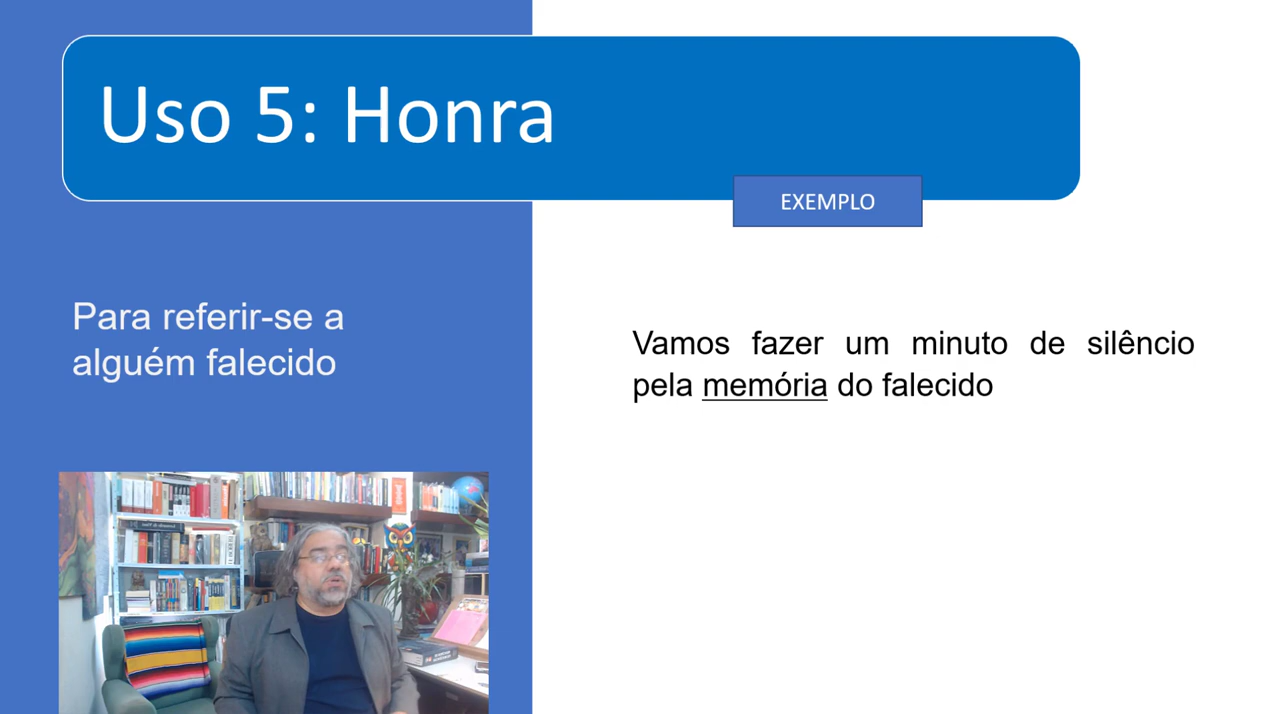 Uso 5: Honra
EXEMPLO
Para referir-se a
alguém falecido
Vamos fazer um minuto de silêncio
pela memória do falecido